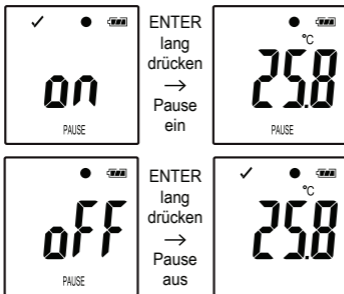 ✓ ●
on
PAUSE
ENTER
lang
drücken
→
Pause
ein
●
°C
25.8
PAUSE
●
oFF
PAUSE
ENTER
lang
drücken
→
Pause
aus
✓ ●
°C
25.8